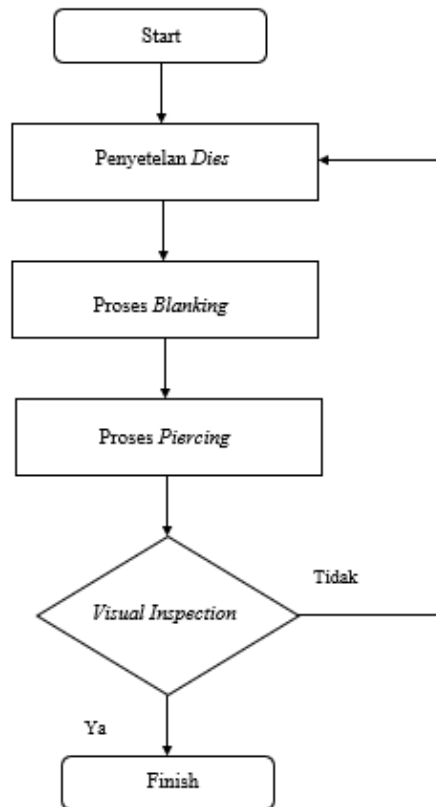 Start
Penyetelan Dies
Proses Blanking
Proses Piercing
Visual Inspection
Tidak
Ya
Finish